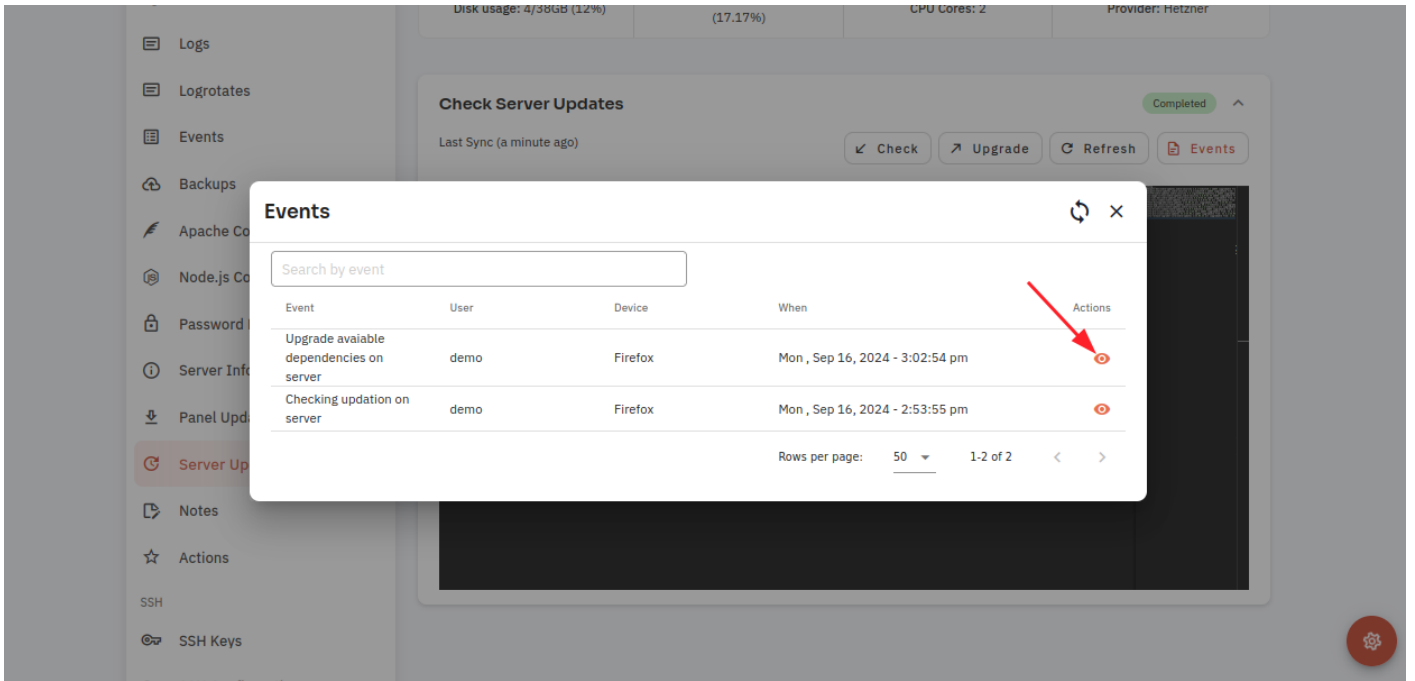 Disk usage: 4/38GB (12%)
(17.17%)
CPU Cores: 2
Provider: Hetzner
Logs
Logrotates
Events
Backups
Apache Co
Node.js Co
Password
Server Info
Panel Upda
Server Up
Notes
Actions
SSH
SSH Keys
Check Server Updates
Completed
Last Sync (a minute ago)
Check
Upgrade
Refresh
Events
Events
Search by event
Event User Device When Actions
Upgrade avaiable
dependencies on
server
demo Firefox Mon , Sep 16, 2024 - 3:02:54 pm
Checking updation on
server
demo Firefox Mon , Sep 16, 2024 - 2:53:55 pm
Rows per page: 50 1-2 of 2